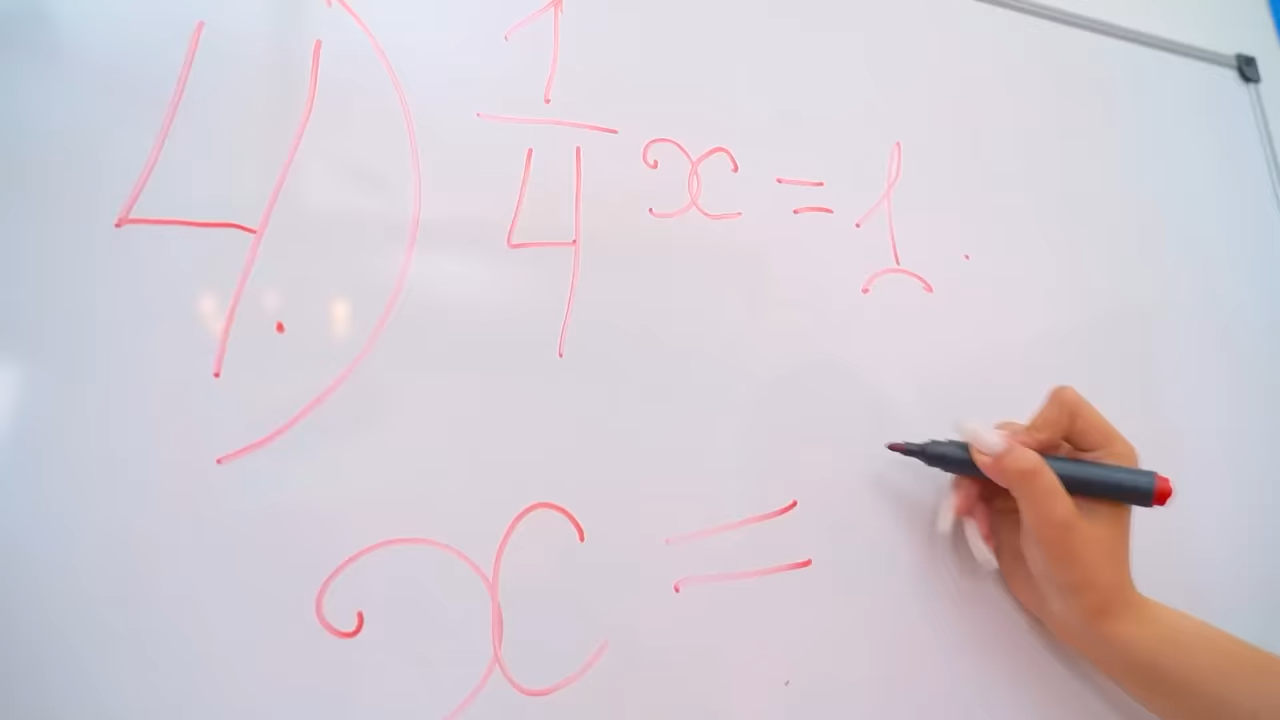 4) 1/4 x = 1.
x =